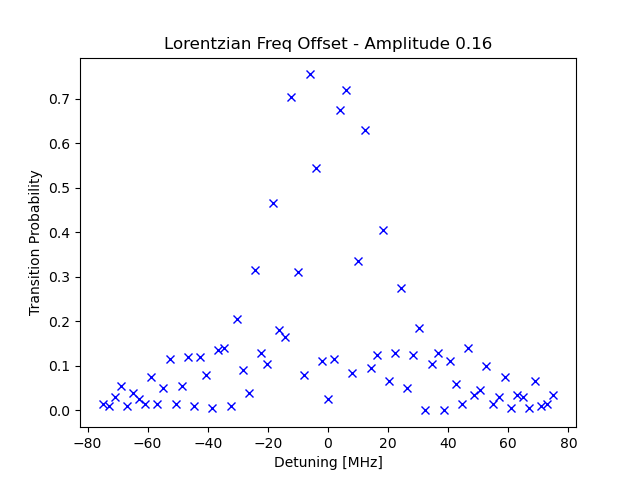 Lorentzian Freq Offset - Amplitude 0.16
Transition Probability
0.7
0.6
0.5
0.4
0.3
0.2
0.1
0.0
−80 −60 −40 −20 0 20 40 60 80
Detuning [MHz]